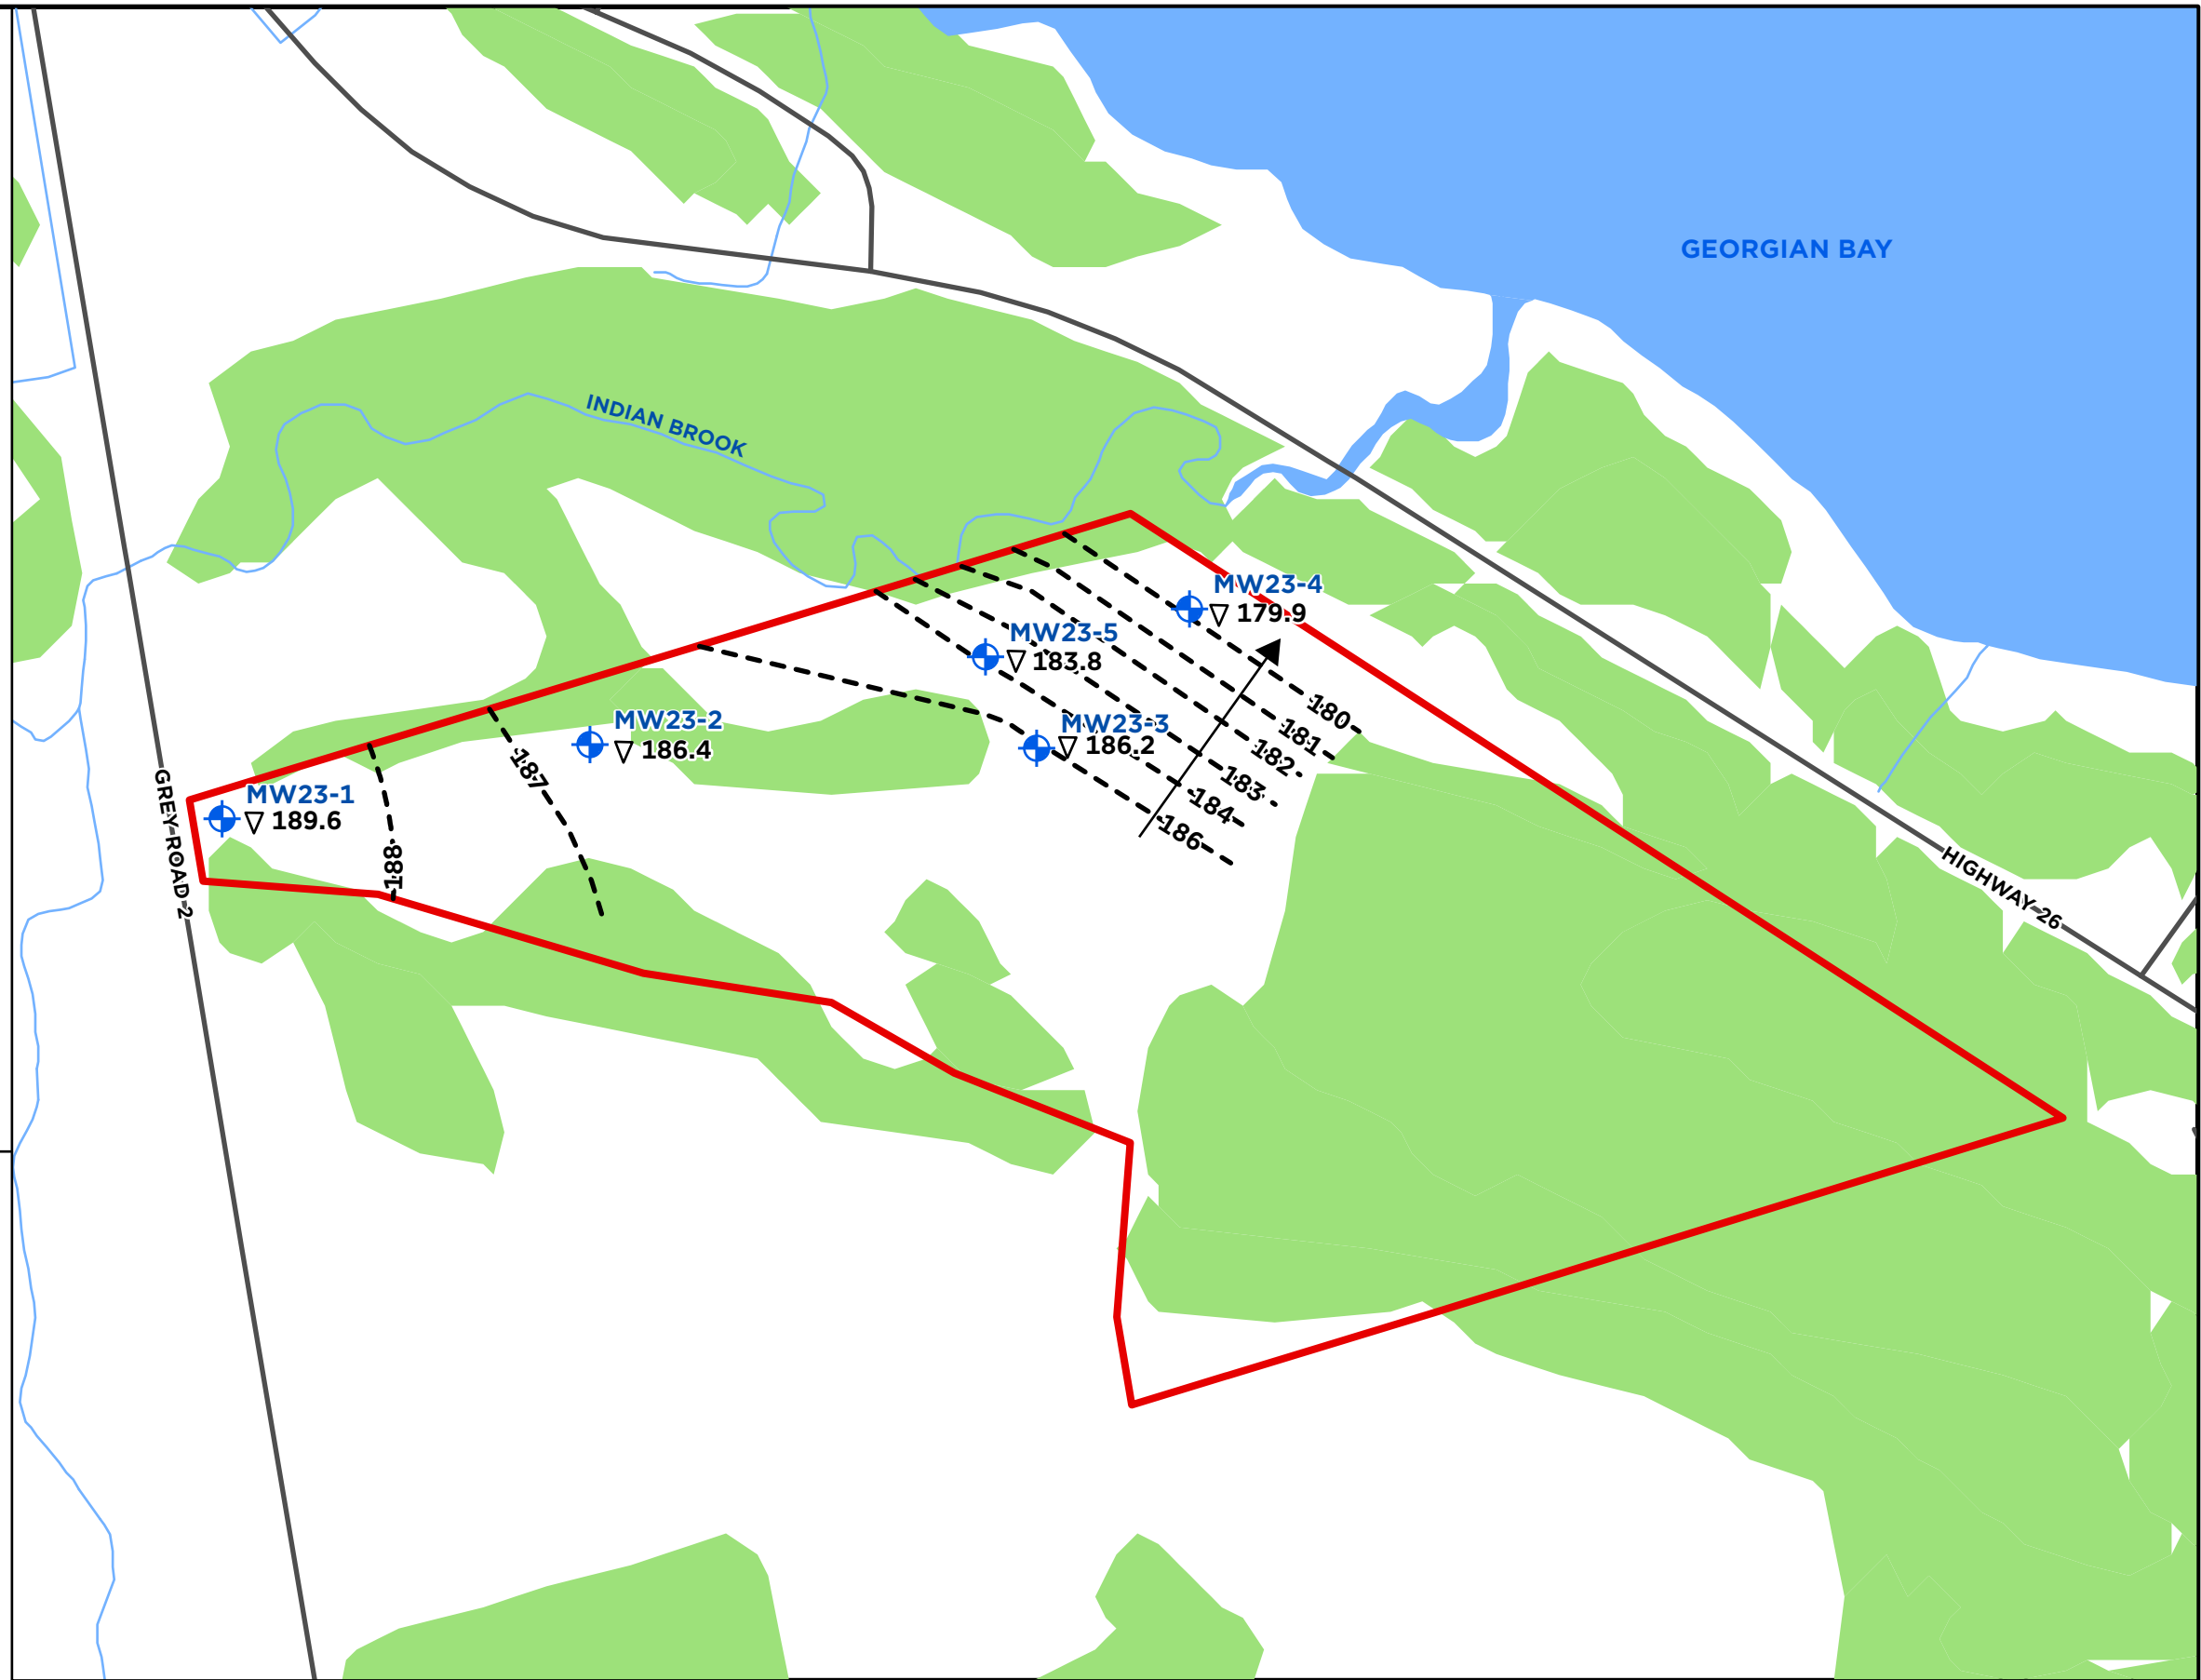 GEORGIAN BAY
INDIAN BROOK
MW23-4
179.9
MW23-5
183.8
MW23-2
186.4
MW23-3
186.2
MW23-1
189.6
180
181
182
183
184
186
187
188
GREY ROAD 2
HIGHWAY 26